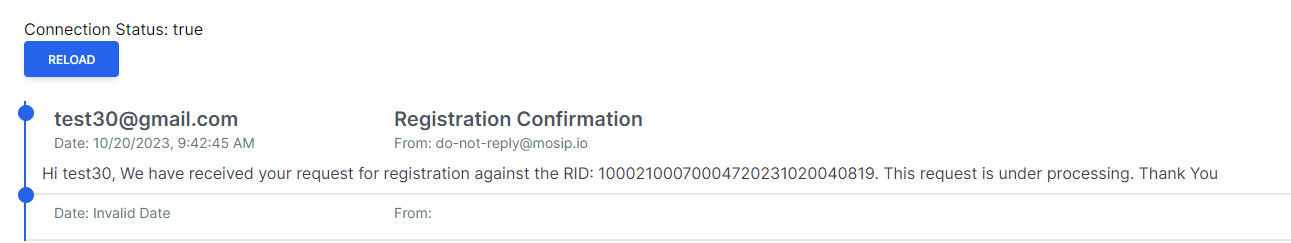 Connection Status: true
RELOAD
test30@gmail.com Registration Confirmation
Date: 10/20/2023, 9:42:45 AM From: do-not-reply@mosip.io
Hi test30, We have received your request for registration against the RID: 10002100070004720231020040819. This request is under processing. Thank You
Date: Invalid Date From: